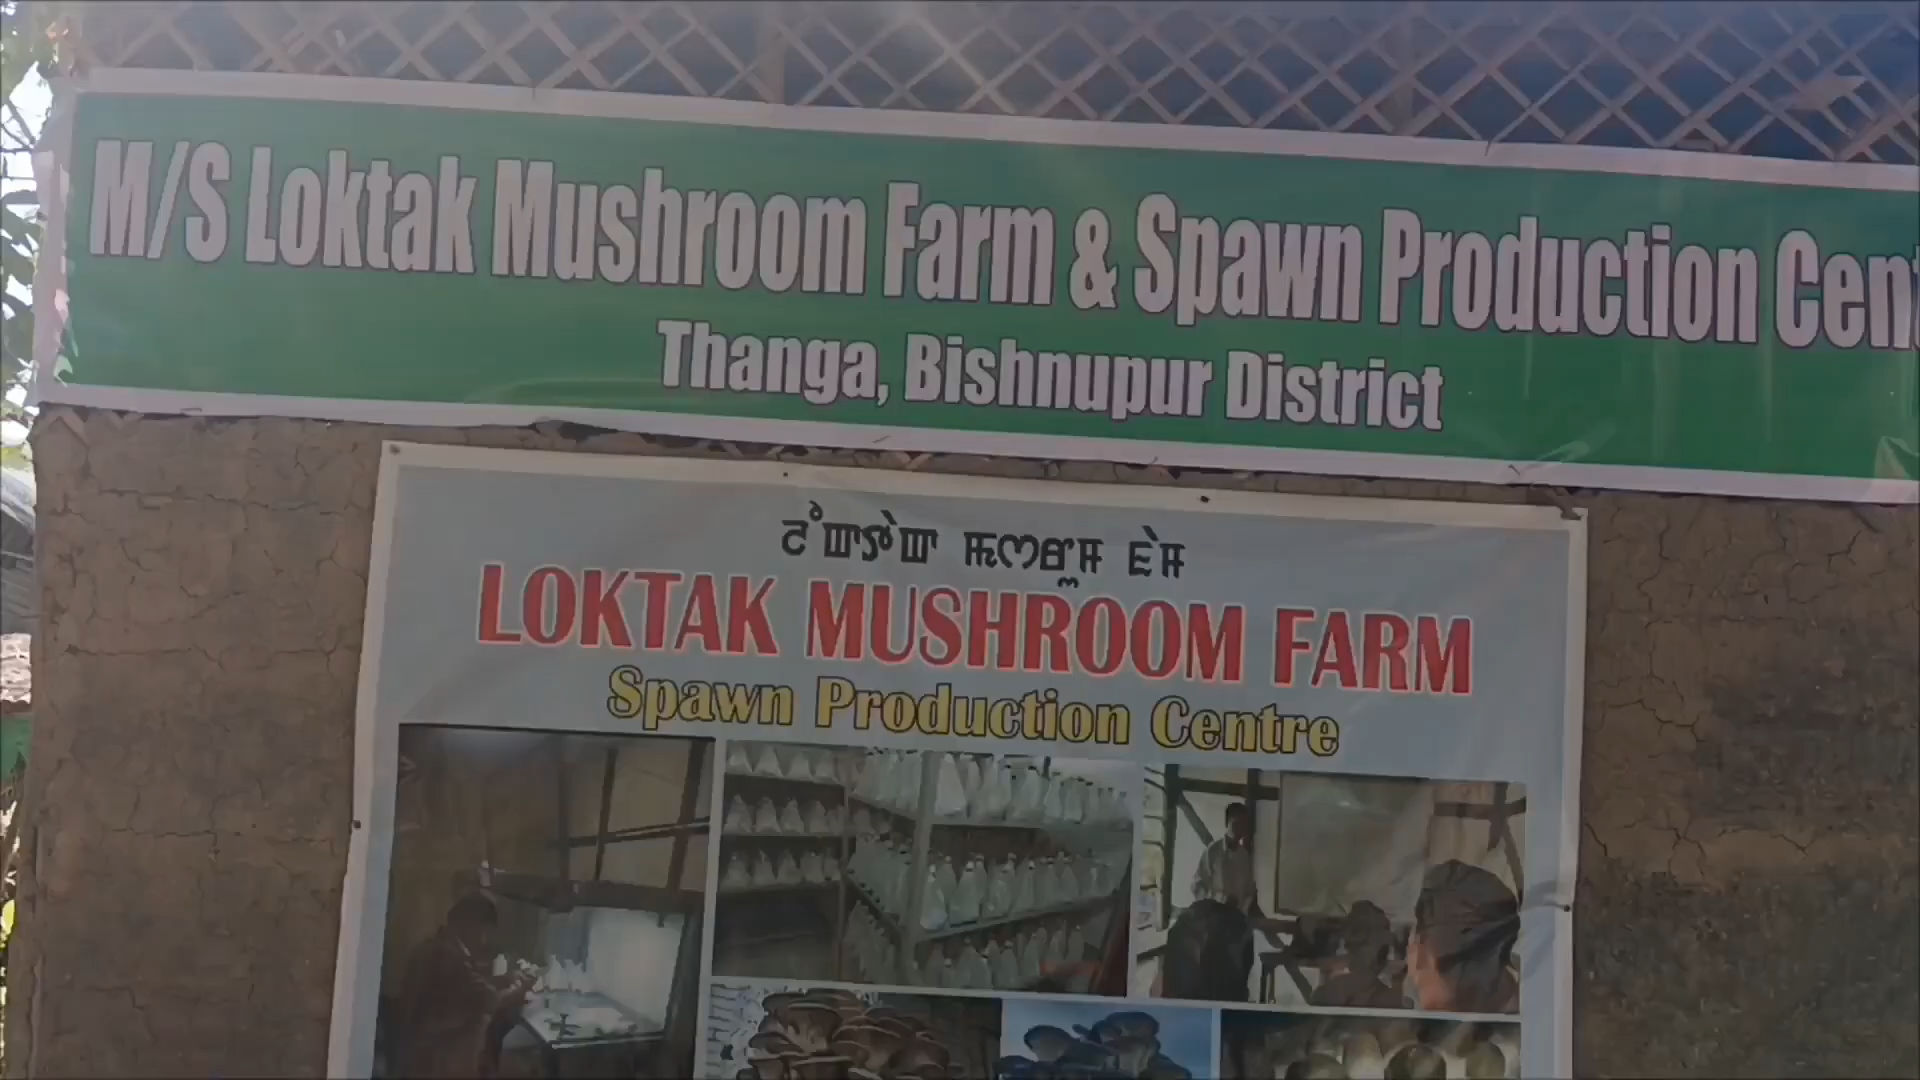 M/S Loktak Mushroom Farm & Spawn Production Cent
Thanga, Bishnupur District
LOKTAK MUSHROOM FARM
Spawn Production Centre